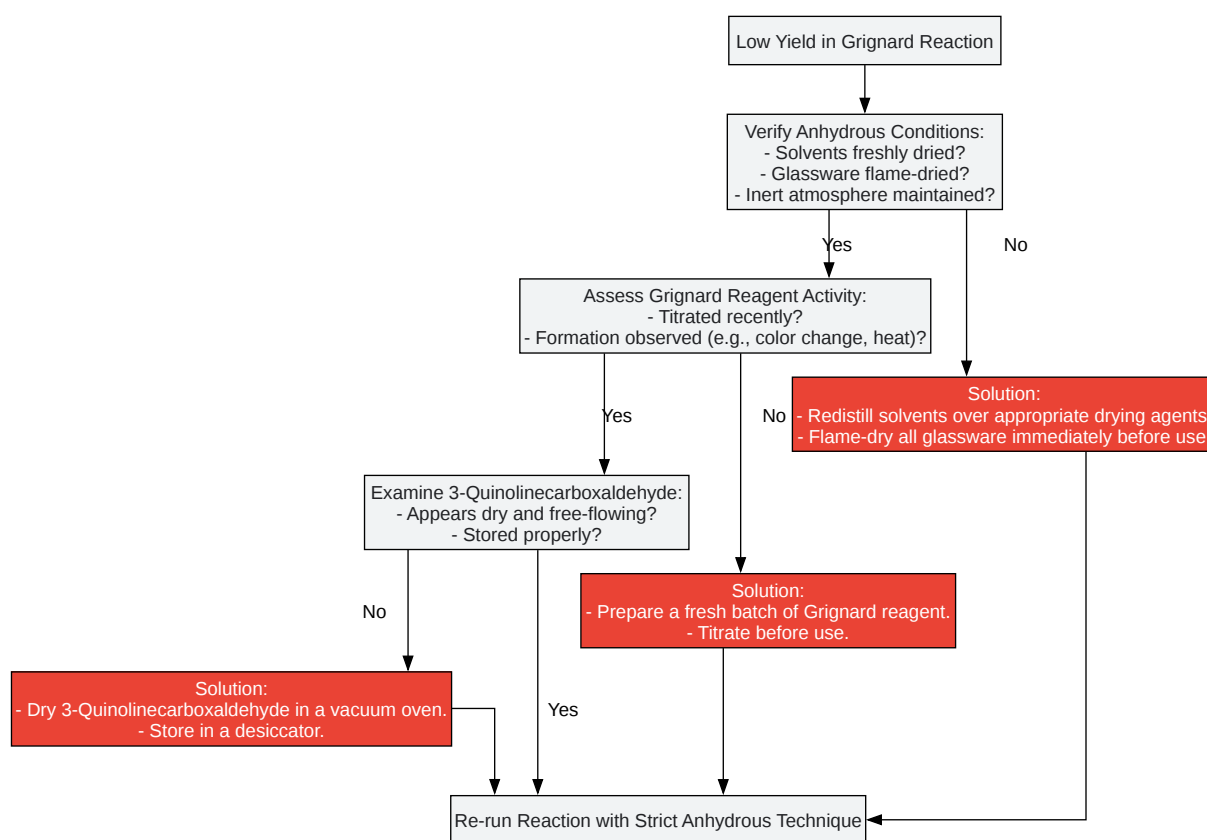 Low Yield in Grignard Reaction
Verify Anhydrous Conditions:
- Solvents freshly dried?
- Glassware flame-dried?
- Inert atmosphere maintained?
Yes
No
Assess Grignard Reagent Activity:
- Titrated recently?
- Formation observed (e.g., color change, heat)?
Yes
No
Solution:
- Redistill solvents over appropriate drying agents.
- Flame-dry all glassware immediately before use.
Examine 3-Quinolinecarboxaldehyde:
- Appears dry and free-flowing?
- Stored properly?
No
Yes
Solution:
- Prepare a fresh batch of Grignard reagent.
- Titrate before use.
Solution:
- Dry 3-Quinolinecarboxaldehyde in a vacuum oven.
- Store in a desiccator.
Re-run Reaction with Strict Anhydrous Technique